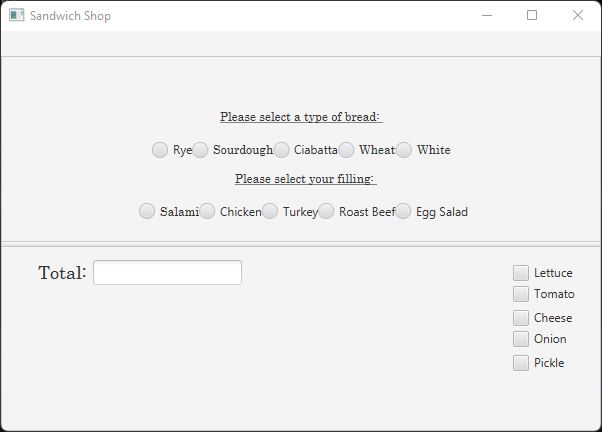 Sandwich Shop
Please select a type of bread:
Rye Sourdough Ciabatta Wheat White
Please select your filling:
Salami Chicken Turkey Roast Beef Egg Salad
Total:
Lettuce
Tomato
Cheese
Onion
Pickle